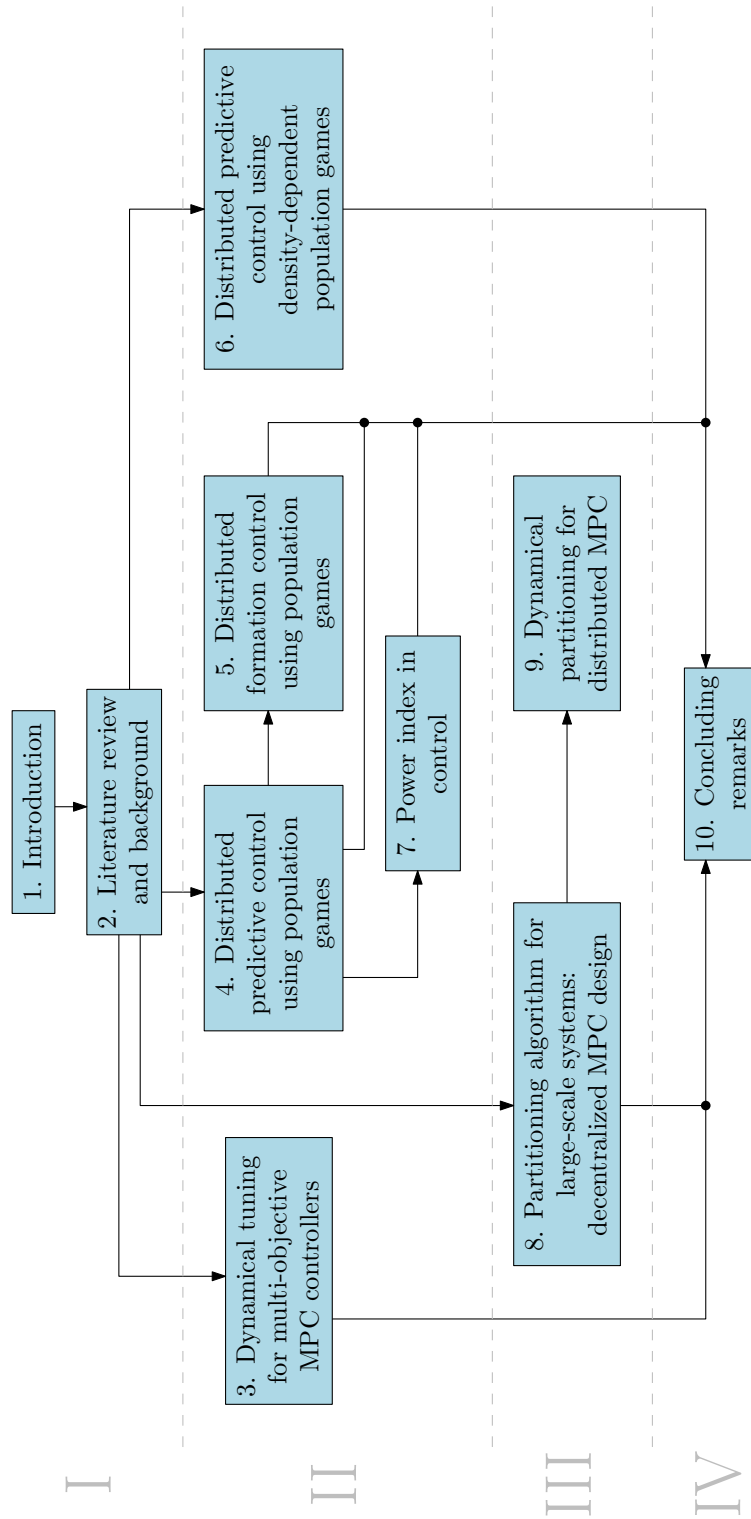 I
1. Introduction
2. Literature review
and background
II
3. Dynamical tuning
for multi-objective
MPC controllers
4. Distributed
predictive control
using population
games
5. Distributed
formation control
using population
games
6. Distributed predictive
control using
density-dependent
population games
7. Power index in
control
III
8. Partitioning algorithm for
large-scale systems:
decentralized MPC design
9. Dynamical
partitioning for
distributed MPC
IV
10. Concluding
remarks